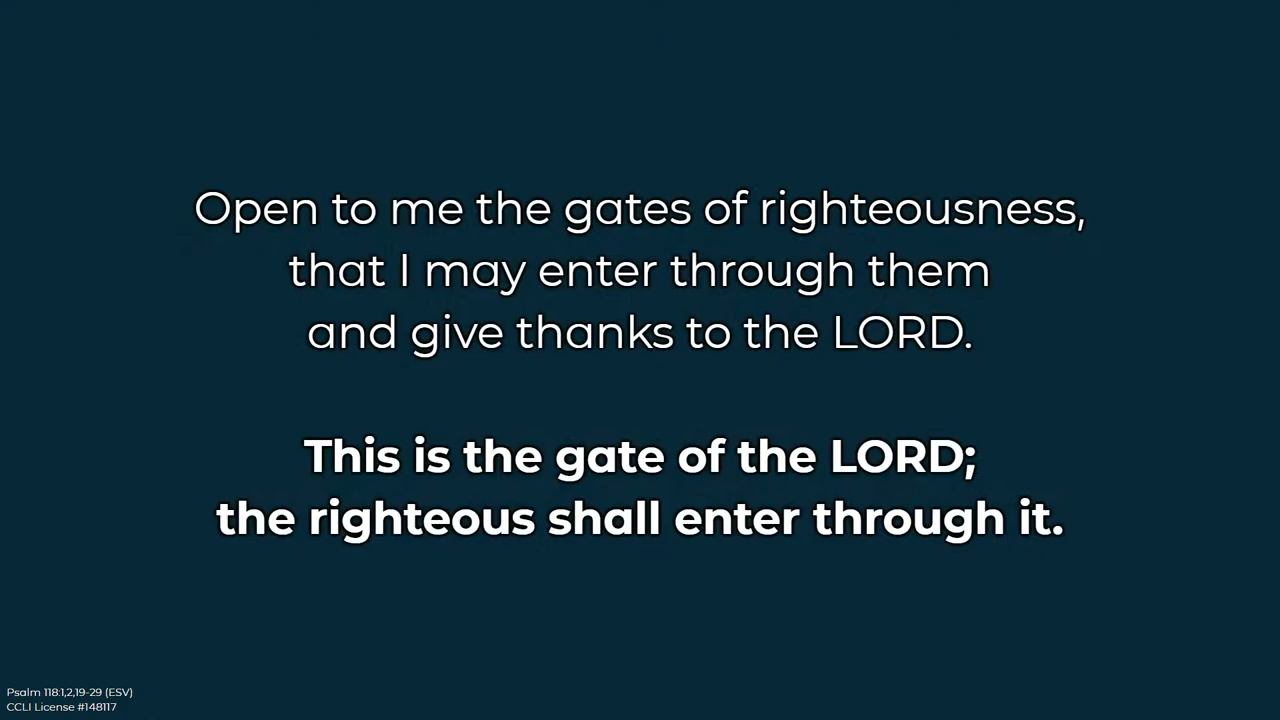 Open to me the gates of righteousness,
that I may enter through them
and give thanks to the LORD.
This is the gate of the LORD;
the righteous shall enter through it.
Psalm 118:1,2,19-29 (ESV)
CCLI License #148117